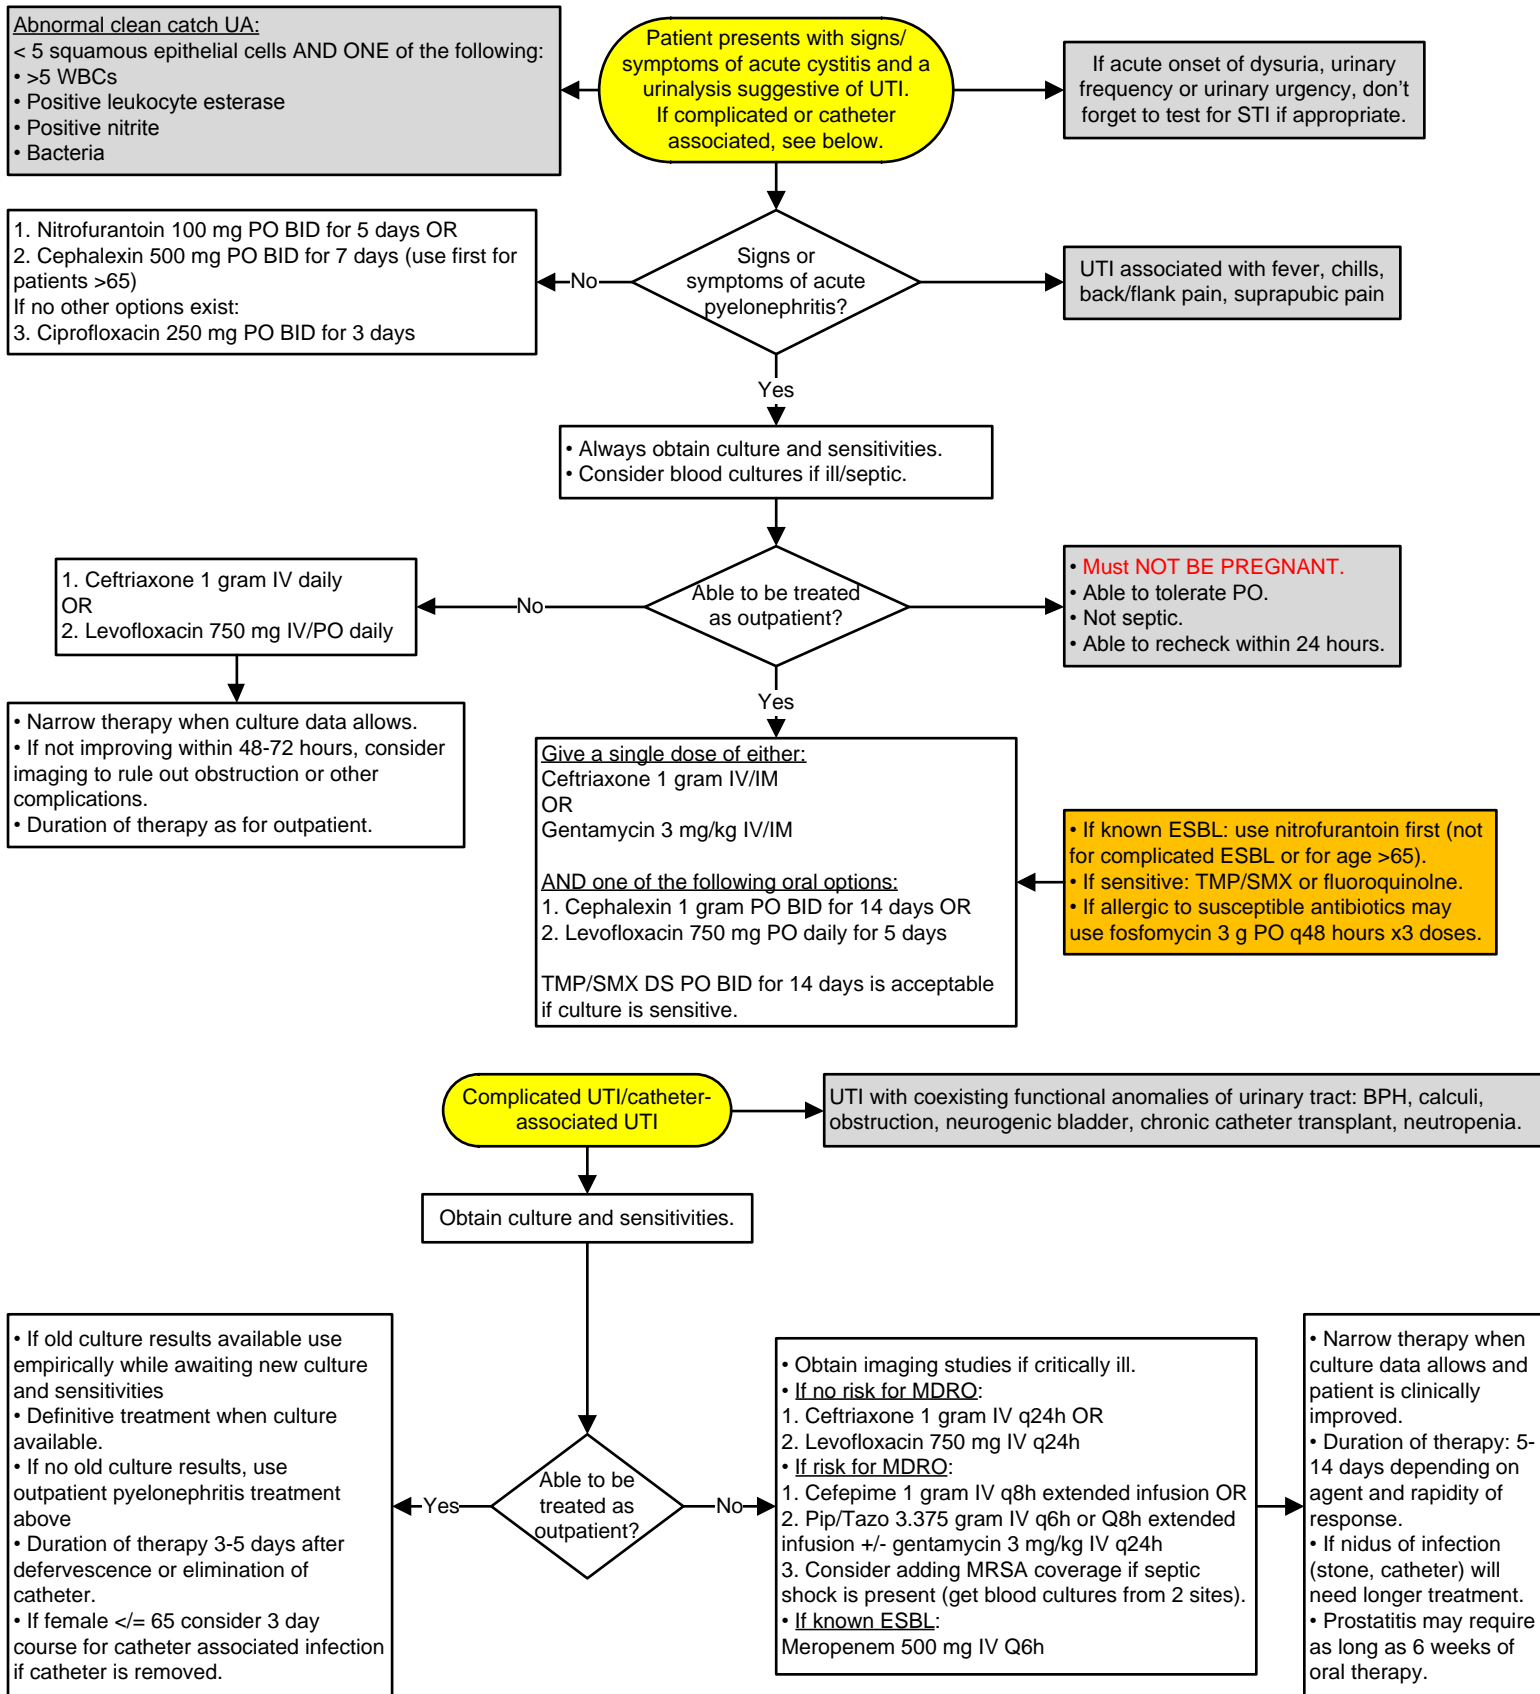 Abnormal clean catch UA:
< 5 squamous epithelial cells AND ONE of the following:
• >5 WBCs
• Positive leukocyte esterase
• Positive nitrite
• Bacteria
Patient presents with signs/
symptoms of acute cystitis and a
urinalysis suggestive of UTI.
If complicated or catheter
associated, see below.
If acute onset of dysuria, urinary
frequency or urinary urgency, don't
forget to test for STI if appropriate.
1. Nitrofurantoin 100 mg PO BID for 5 days OR
2. Cephalexin 500 mg PO BID for 7 days (use first for
patients >65)
If no other options exist:
3. Ciprofloxacin 250 mg PO BID for 3 days
No
Signs or
symptoms of acute
pyelonephritis?
UTI associated with fever, chills,
back/flank pain, suprapubic pain
Yes
• Always obtain culture and sensitivities.
• Consider blood cultures if ill/septic.
1. Ceftriaxone 1 gram IV daily
OR
2. Levofloxacin 750 mg IV/PO daily
No
Able to be treated
as outpatient?
• Must NOT BE PREGNANT.
• Able to tolerate PO.
• Not septic.
• Able to recheck within 24 hours.
Yes
• Narrow therapy when culture data allows.
• If not improving within 48-72 hours, consider
imaging to rule out obstruction or other
complications.
• Duration of therapy as for outpatient.
Give a single dose of either:
Ceftriaxone 1 gram IV/IM
OR
Gentamycin 3 mg/kg IV/IM
AND one of the following oral options:
1. Cephalexin 1 gram PO BID for 14 days OR
2. Levofloxacin 750 mg PO daily for 5 days
TMP/SMX DS PO BID for 14 days is acceptable
if culture is sensitive.
• If known ESBL: use nitrofurantoin first (not
for complicated ESBL or for age >65).
• If sensitive: TMP/SMX or fluoroquinolne.
• If allergic to susceptible antibiotics may
use fosfomycin 3 g PO q48 hours x3 doses.
Complicated UTI/catheter-
associated UTI
UTI with coexisting functional anomalies of urinary tract: BPH, calculi,
obstruction, neurogenic bladder, chronic catheter transplant, neutropenia.
Obtain culture and sensitivities.
• If old culture results available use
empirically while awaiting new culture
and sensitivities
• Definitive treatment when culture
available.
• If no old culture results, use
outpatient pyelonephritis treatment
above
• Duration of therapy 3-5 days after
defervescence or elimination of
catheter.
• If female </= 65 consider 3 day
course for catheter associated infection
if catheter is removed.
Yes
Able to be
treated as
outpatient?
No
• Obtain imaging studies if critically ill.
• If no risk for MDRO:
1. Ceftriaxone 1 gram IV q24h OR
2. Levofloxacin 750 mg IV q24h
• If risk for MDRO:
1. Cefepime 1 gram IV q8h extended infusion OR
2. Pip/Tazo 3.375 gram IV q6h or Q8h extended
infusion +/- gentamycin 3 mg/kg IV q24h
3. Consider adding MRSA coverage if septic
shock is present (get blood cultures from 2 sites).
• If known ESBL:
Meropenem 500 mg IV Q6h
• Narrow therapy when
culture data allows and
patient is clinically
improved.
• Duration of therapy: 5-
14 days depending on
agent and rapidity of
response.
• If nidus of infection
(stone, catheter) will
need longer treatment.
• Prostatitis may require
as long as 6 weeks of
oral therapy.